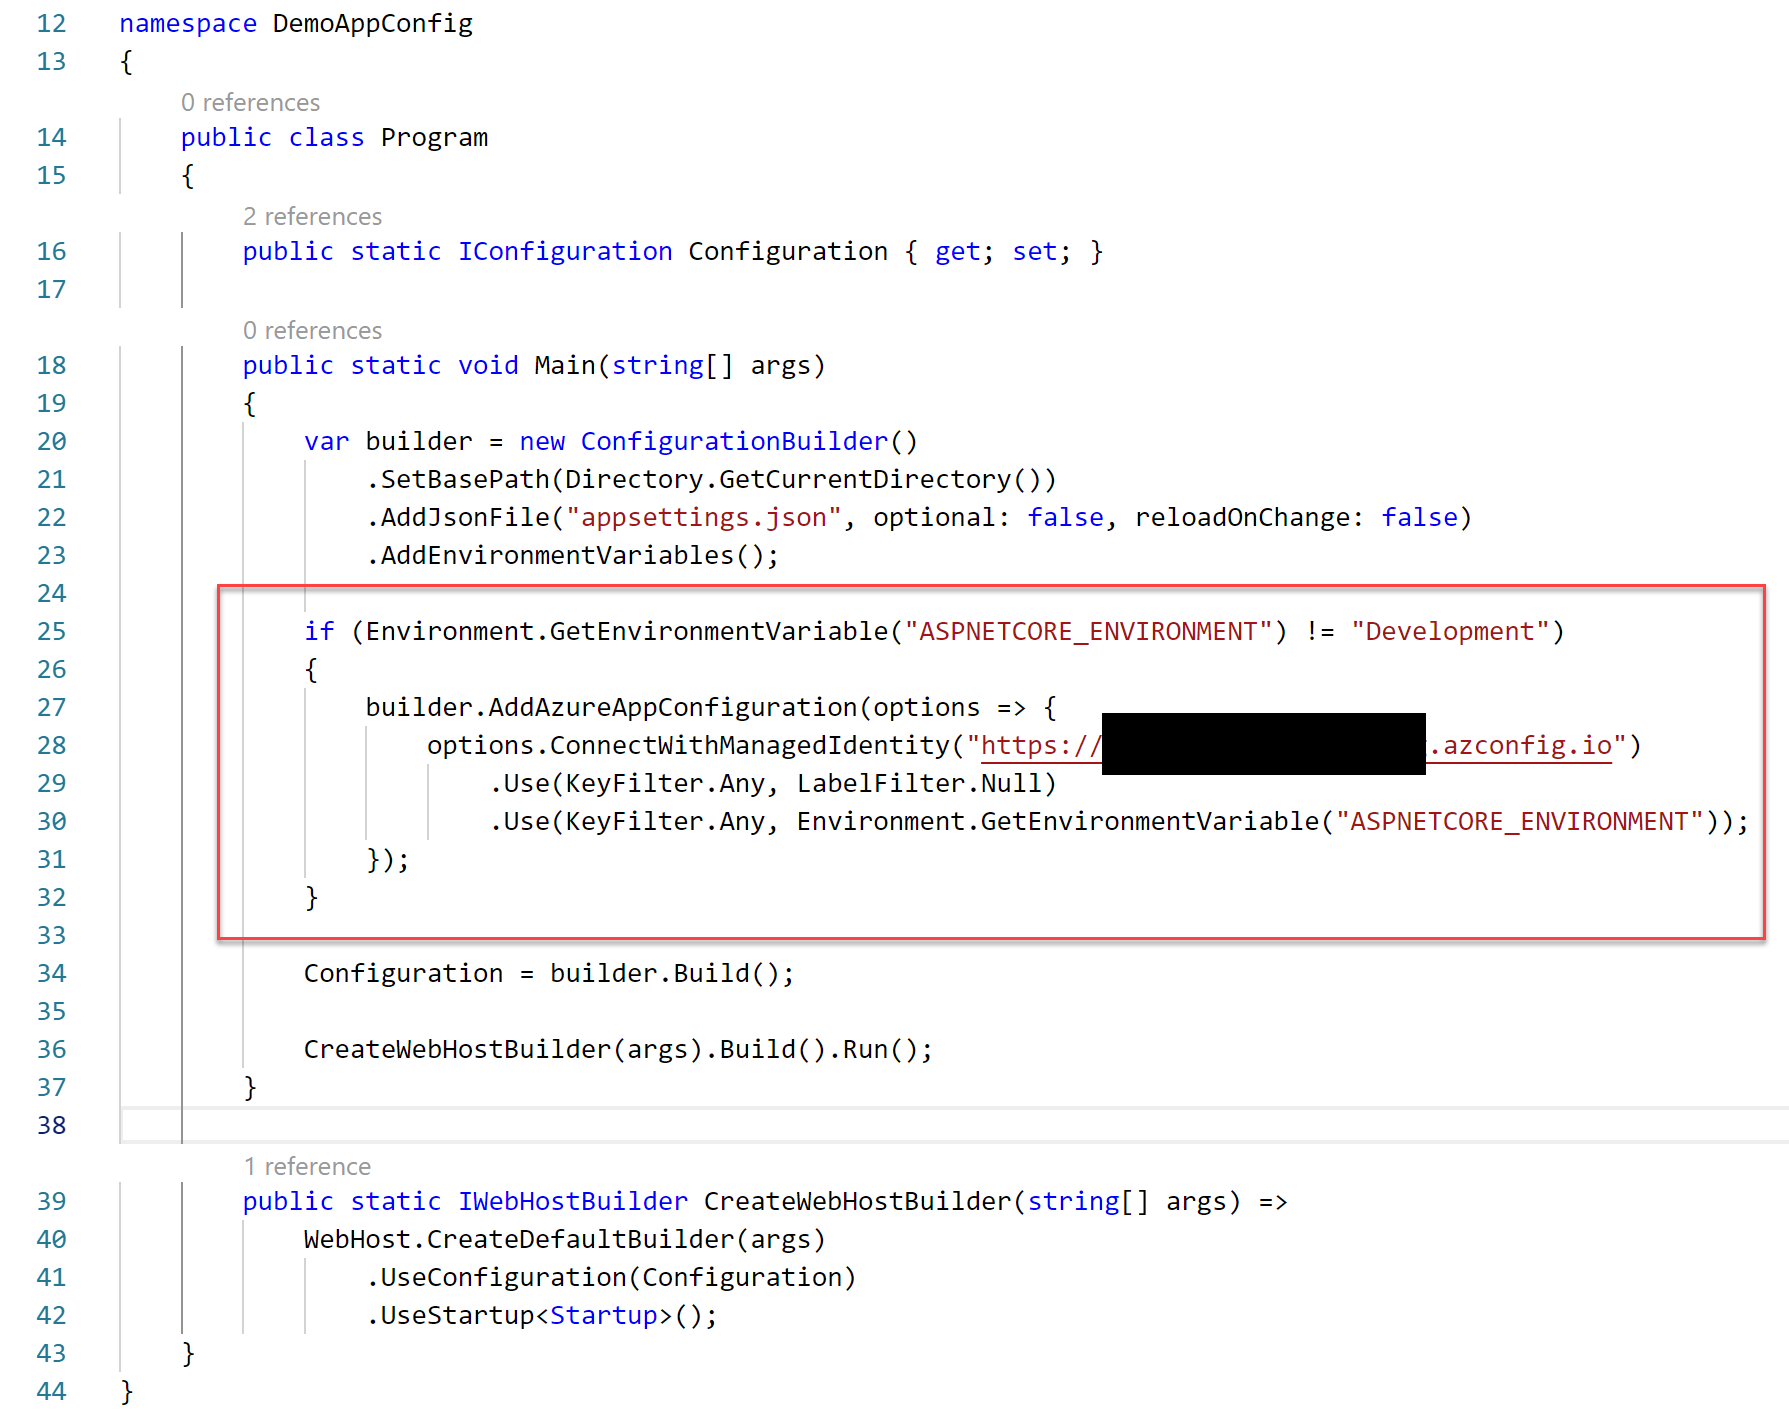 12 namespace DemoAppConfig
13 {
0 references
14 public class Program
15 {
2 references
16 public static IConfiguration Configuration { get; set; }
17
0 references
18 public static void Main(string[] args)
19 {
20 var builder = new ConfigurationBuilder()
21 .SetBasePath(Directory.GetCurrentDirectory())
22 .AddJsonFile("appsettings.json", optional: false, reloadOnChange: false)
23 .AddEnvironmentVariables();
24
25 if (Environment.GetEnvironmentVariable("ASPNETCORE_ENVIRONMENT") != "Development")
26 {
27 builder.AddAzureAppConfiguration(options => {
28 options.ConnectWithManagedIdentity("https:// .azconfig.io")
29 .Use(KeyFilter.Any, LabelFilter.Null)
30 .Use(KeyFilter.Any, Environment.GetEnvironmentVariable("ASPNETCORE_ENVIRONMENT"));
31 });
32 }
33
34 Configuration = builder.Build();
35
36 CreateWebHostBuilder(args).Build().Run();
37 }
38
1 reference
39 public static IWebHostBuilder CreateWebHostBuilder(string[] args) =>
40 WebHost.CreateDefaultBuilder(args)
41 .UseConfiguration(Configuration)
42 .UseStartup<Startup>();
43 }
44 }